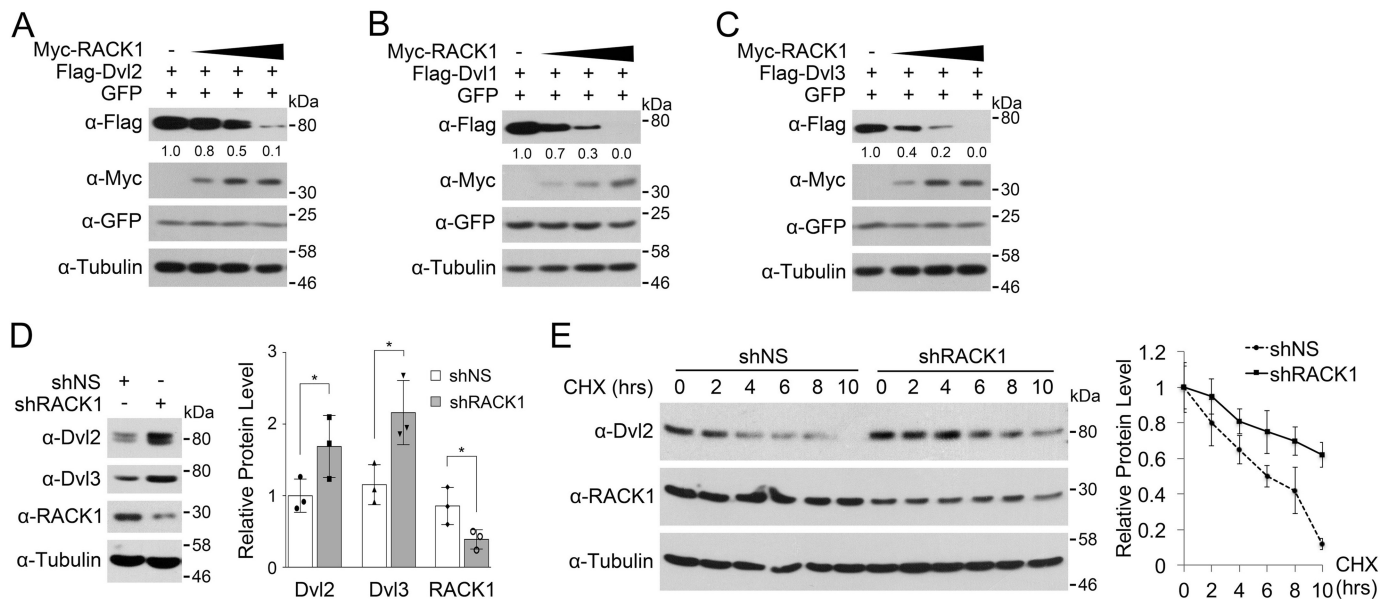 A
Myc-RACK1 -
Flag-Dvl2 + + + +
GFP + + + +
kDa
α-Flag -80
1.0 0.8 0.5 0.1
α-Myc -30
α-GFP -25
-58
α-Tubulin
-46
B
Myc-RACK1 -
Flag-Dvl1 + + + +
GFP + + + +
kDa
α-Flag -80
1.0 0.7 0.3 0.0
α-Myc -30
α-GFP -25
-58
α-Tubulin
-46
C
Myc-RACK1 -
Flag-Dvl3 + + + +
GFP + + + +
kDa
α-Flag -80
1.0 0.4 0.2 0.0
α-Myc -30
α-GFP -25
-58
α-Tubulin
-46
D
shNS + -
shRACK1 - +
kDa
α-Dvl2 -80
α-Dvl3 -80
α-RACK1 -30
-58
α-Tubulin
-46
Relative Protein Level
3
2
1
0
* * *
shNS
shRACK1
Dvl2 Dvl3 RACK1
E
shNS shRACK1
CHX (hrs) 0 2 4 6 8 10 0 2 4 6 8 10
kDa
α-Dvl2 -80
α-RACK1 -30
-58
α-Tubulin
-46
Relative Protein Level
1.2
1
0.8
0.6
0.4
0.2
0
shNS
shRACK1
0 2 4 6 8 10
CHX
(hrs)